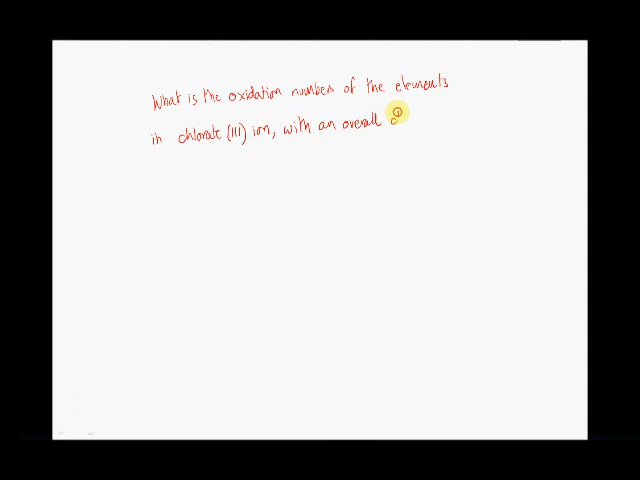 What is the oxidation number of the elements
in chlorate (III) ion, with an overall